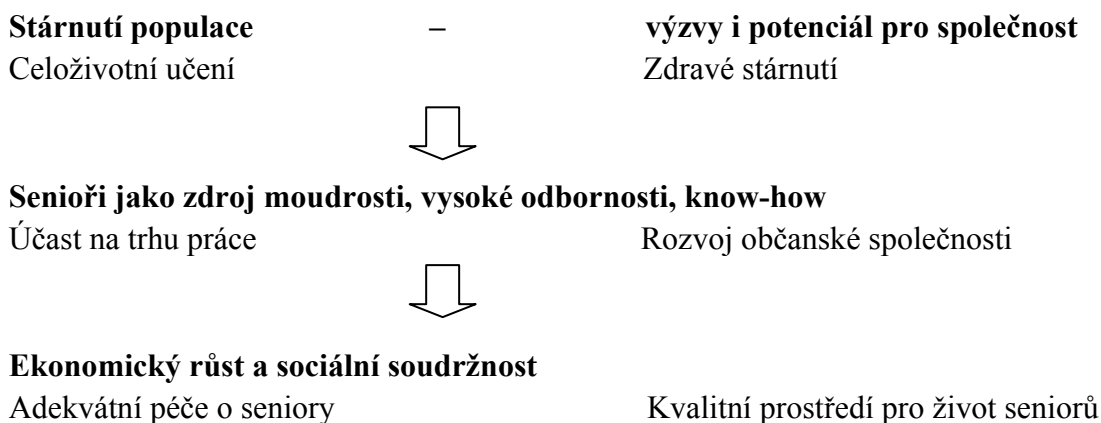 Stárnutí populace – výzvy i potenciál pro společnost
Celoživotní učení Zdravé stárnutí
Senioři jako zdroj moudrosti, vysoké odbornosti, know-how
Účast na trhu práce Rozvoj občanské společnosti
Ekonomický růst a sociální soudržnost
Adekvátní péče o seniory Kvalitní prostředí pro život seniorů